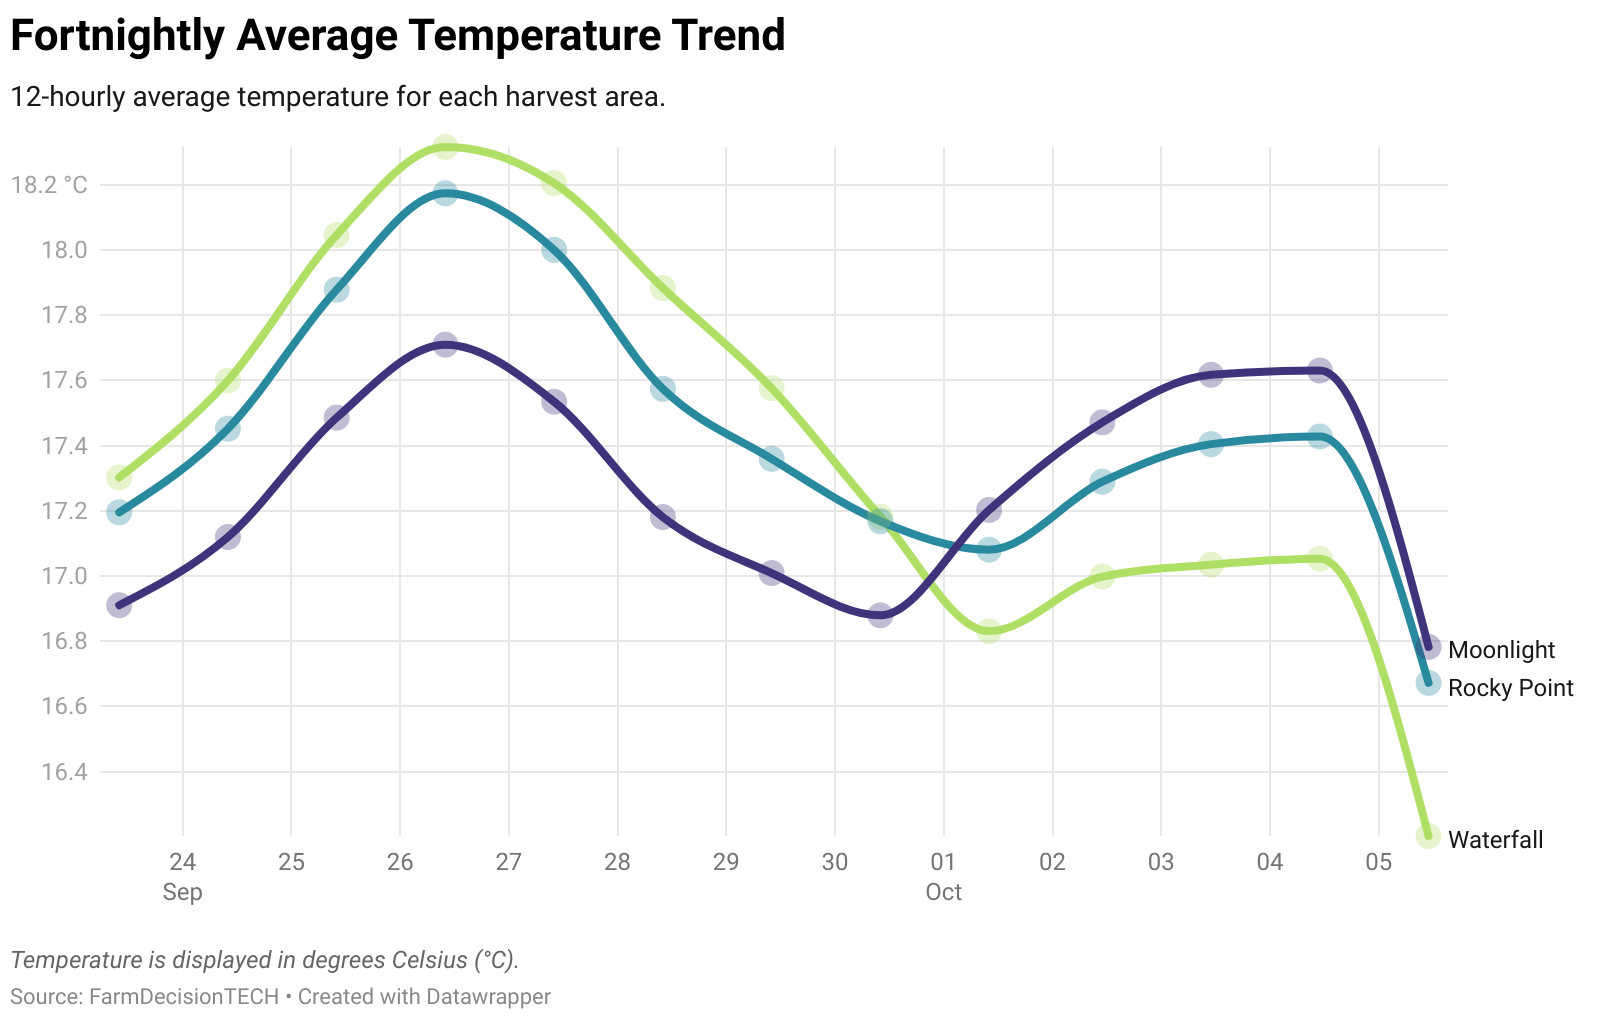 Fortnightly Average Temperature Trend
12-hourly average temperature for each harvest area.
18.2 °C
18.0
17.8
17.6
17.4
17.2
17.0
16.8
16.6
16.4
Moonlight
Rocky Point
Waterfall
24 25 26 27 28 29 30 01 02 03 04 05
Sep Oct
Temperature is displayed in degrees Celsius (°C).
Source: FarmDecisionTECH • Created with Datawrapper